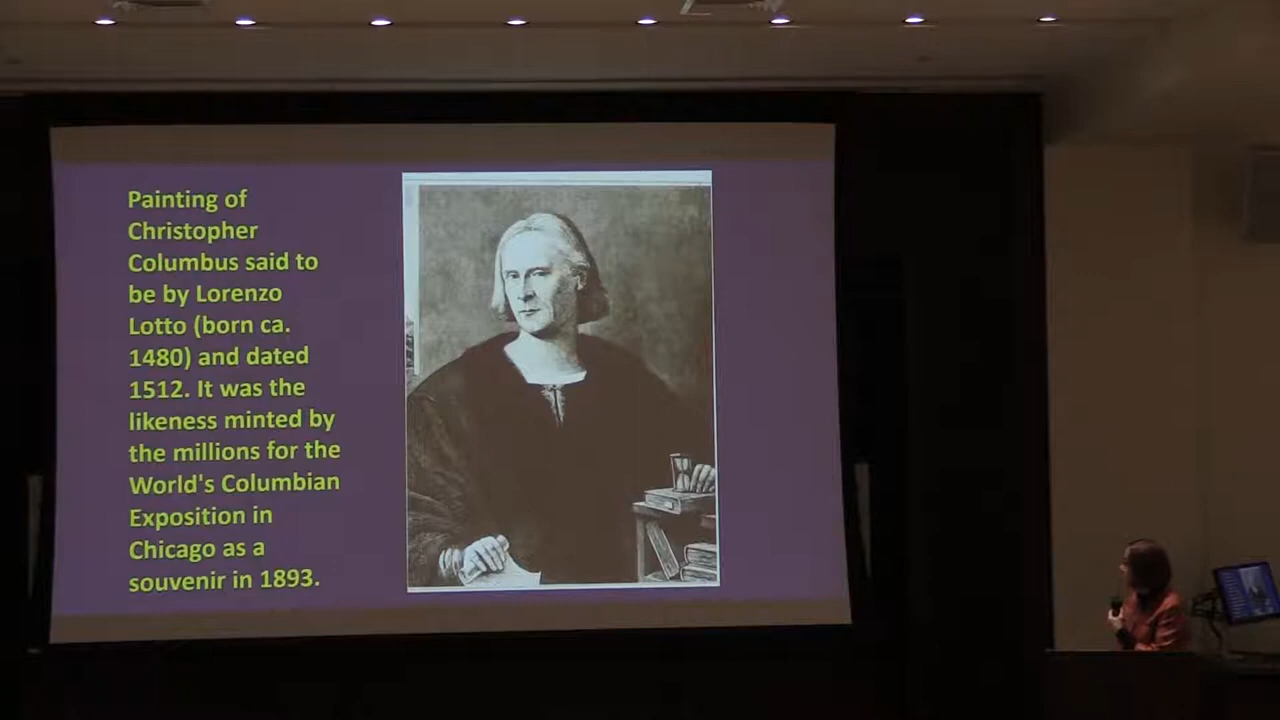 Painting of
Christopher
Columbus said to
be by Lorenzo
Lotto (born ca.
1480) and dated
1512. It was the
likeness minted by
the millions for the
World's Columbian
Exposition in
Chicago as a
souvenir in 1893.